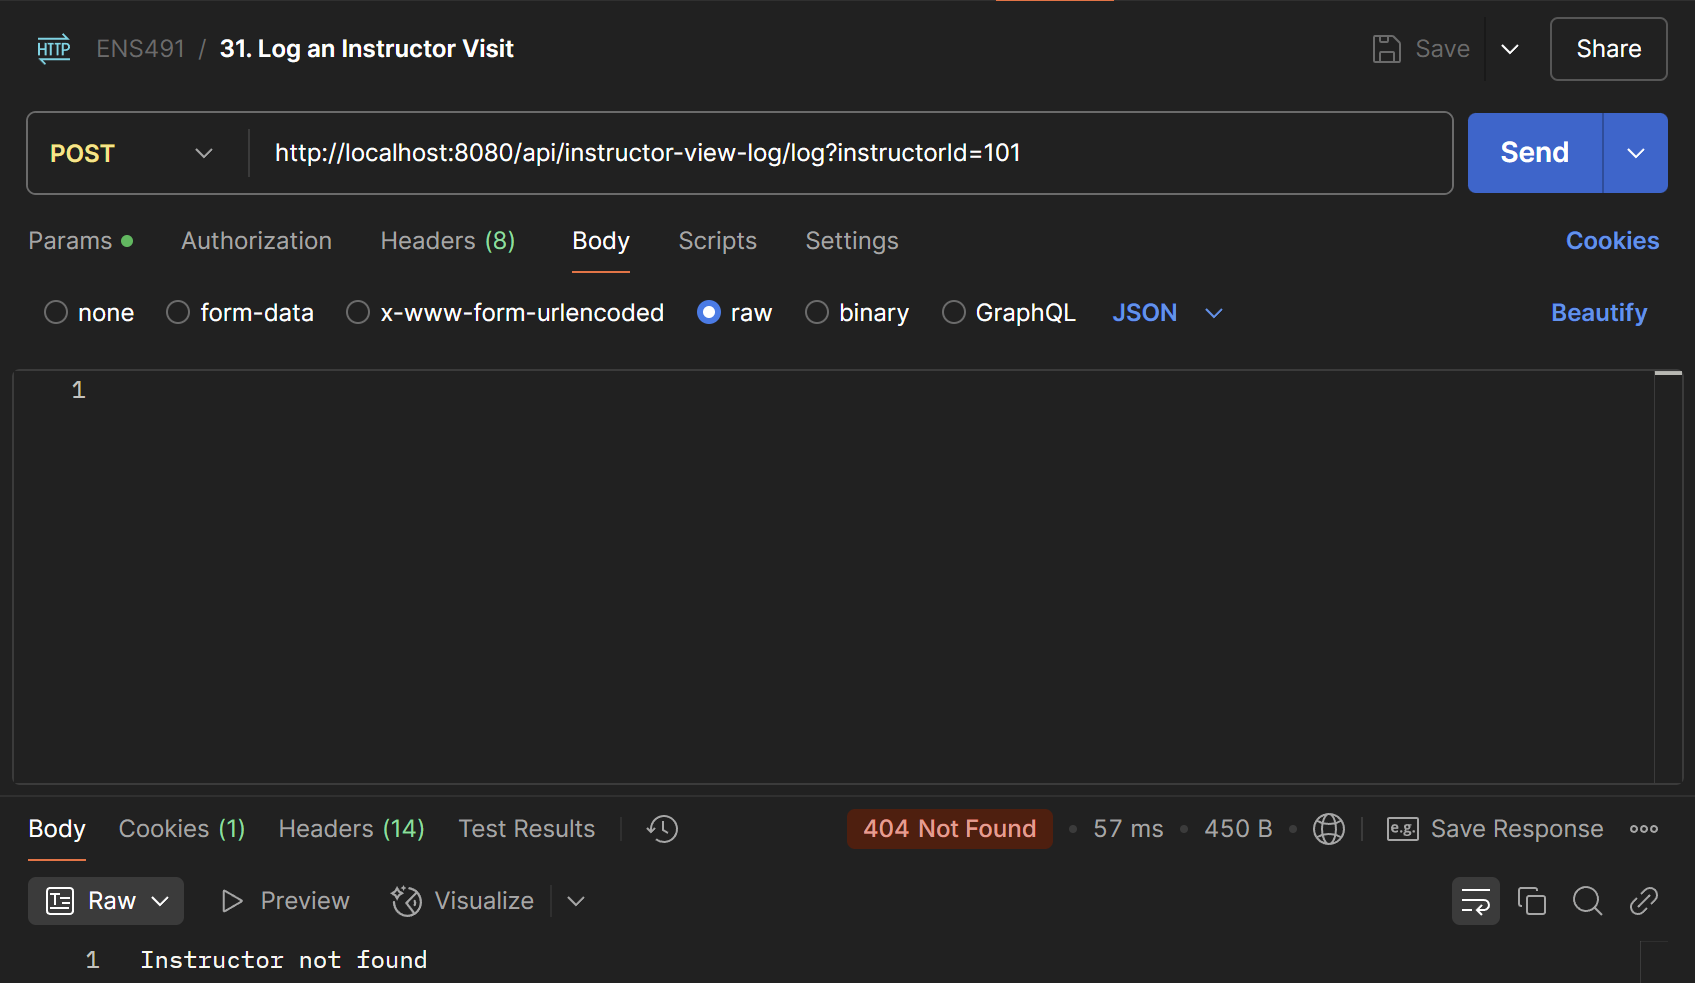 HTTP ENS491 / 31. Log an Instructor Visit Save Share
POST http://localhost:8080/api/instructor-view-log/log?instructorId=101 Send
Params Authorization Headers (8) Body Scripts Settings Cookies
none form-data x-www-form-urlencoded raw binary GraphQL JSON Beautify
1
Body Cookies (1) Headers (14) Test Results 404 Not Found • 57 ms • 450 B • e.g. Save Response
Raw Preview Visualize
1 Instructor not found